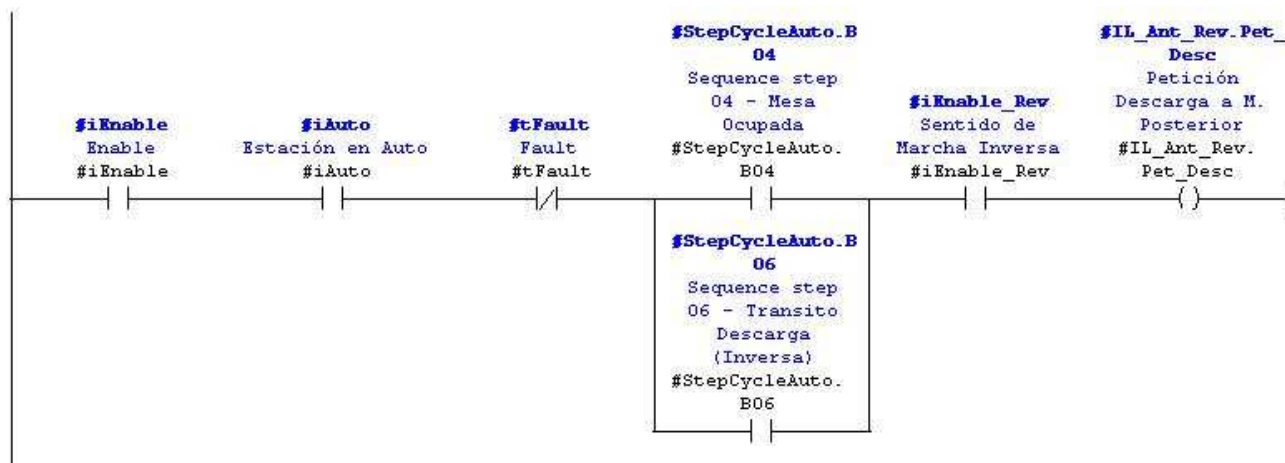 #iEnable
Enable
#iEnable
#iAuto
Estación en Auto
#iAuto
#tFault
Fault
#tFault
#StepCycleAuto.B
04
Sequence step
04 - Mesa
Ocupada
#StepCycleAuto.
B04
#iEnable_Rev
Sentido de
Marcha Inversa
#iEnable_Rev
#IL_Ant_Rev.Pet_
Desc
Petición
Descarga a M.
Posterior
#IL_Ant_Rev.
Pet_Desc
#StepCycleAuto.B
06
Sequence step
06 - Transito
Descarga
(Inversa)
#StepCycleAuto.
B06